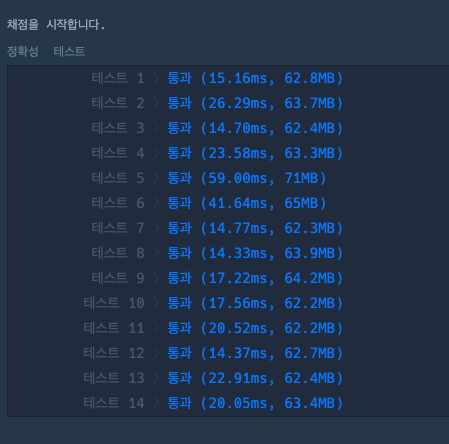 채점을 시작합니다.
정확성 테스트
테스트 1 〉 통과 (15.16ms, 62.8MB)
테스트 2 〉 통과 (26.29ms, 63.7MB)
테스트 3 〉 통과 (14.70ms, 62.4MB)
테스트 4 〉 통과 (23.58ms, 63.3MB)
테스트 5 〉 통과 (59.00ms, 71MB)
테스트 6 〉 통과 (41.64ms, 65MB)
테스트 7 〉 통과 (14.77ms, 62.3MB)
테스트 8 〉 통과 (14.33ms, 63.9MB)
테스트 9 〉 통과 (17.22ms, 64.2MB)
테스트 10 〉 통과 (17.56ms, 62.2MB)
테스트 11 〉 통과 (20.52ms, 62.2MB)
테스트 12 〉 통과 (14.37ms, 62.7MB)
테스트 13 〉 통과 (22.91ms, 62.4MB)
테스트 14 〉 통과 (20.05ms, 63.4MB)